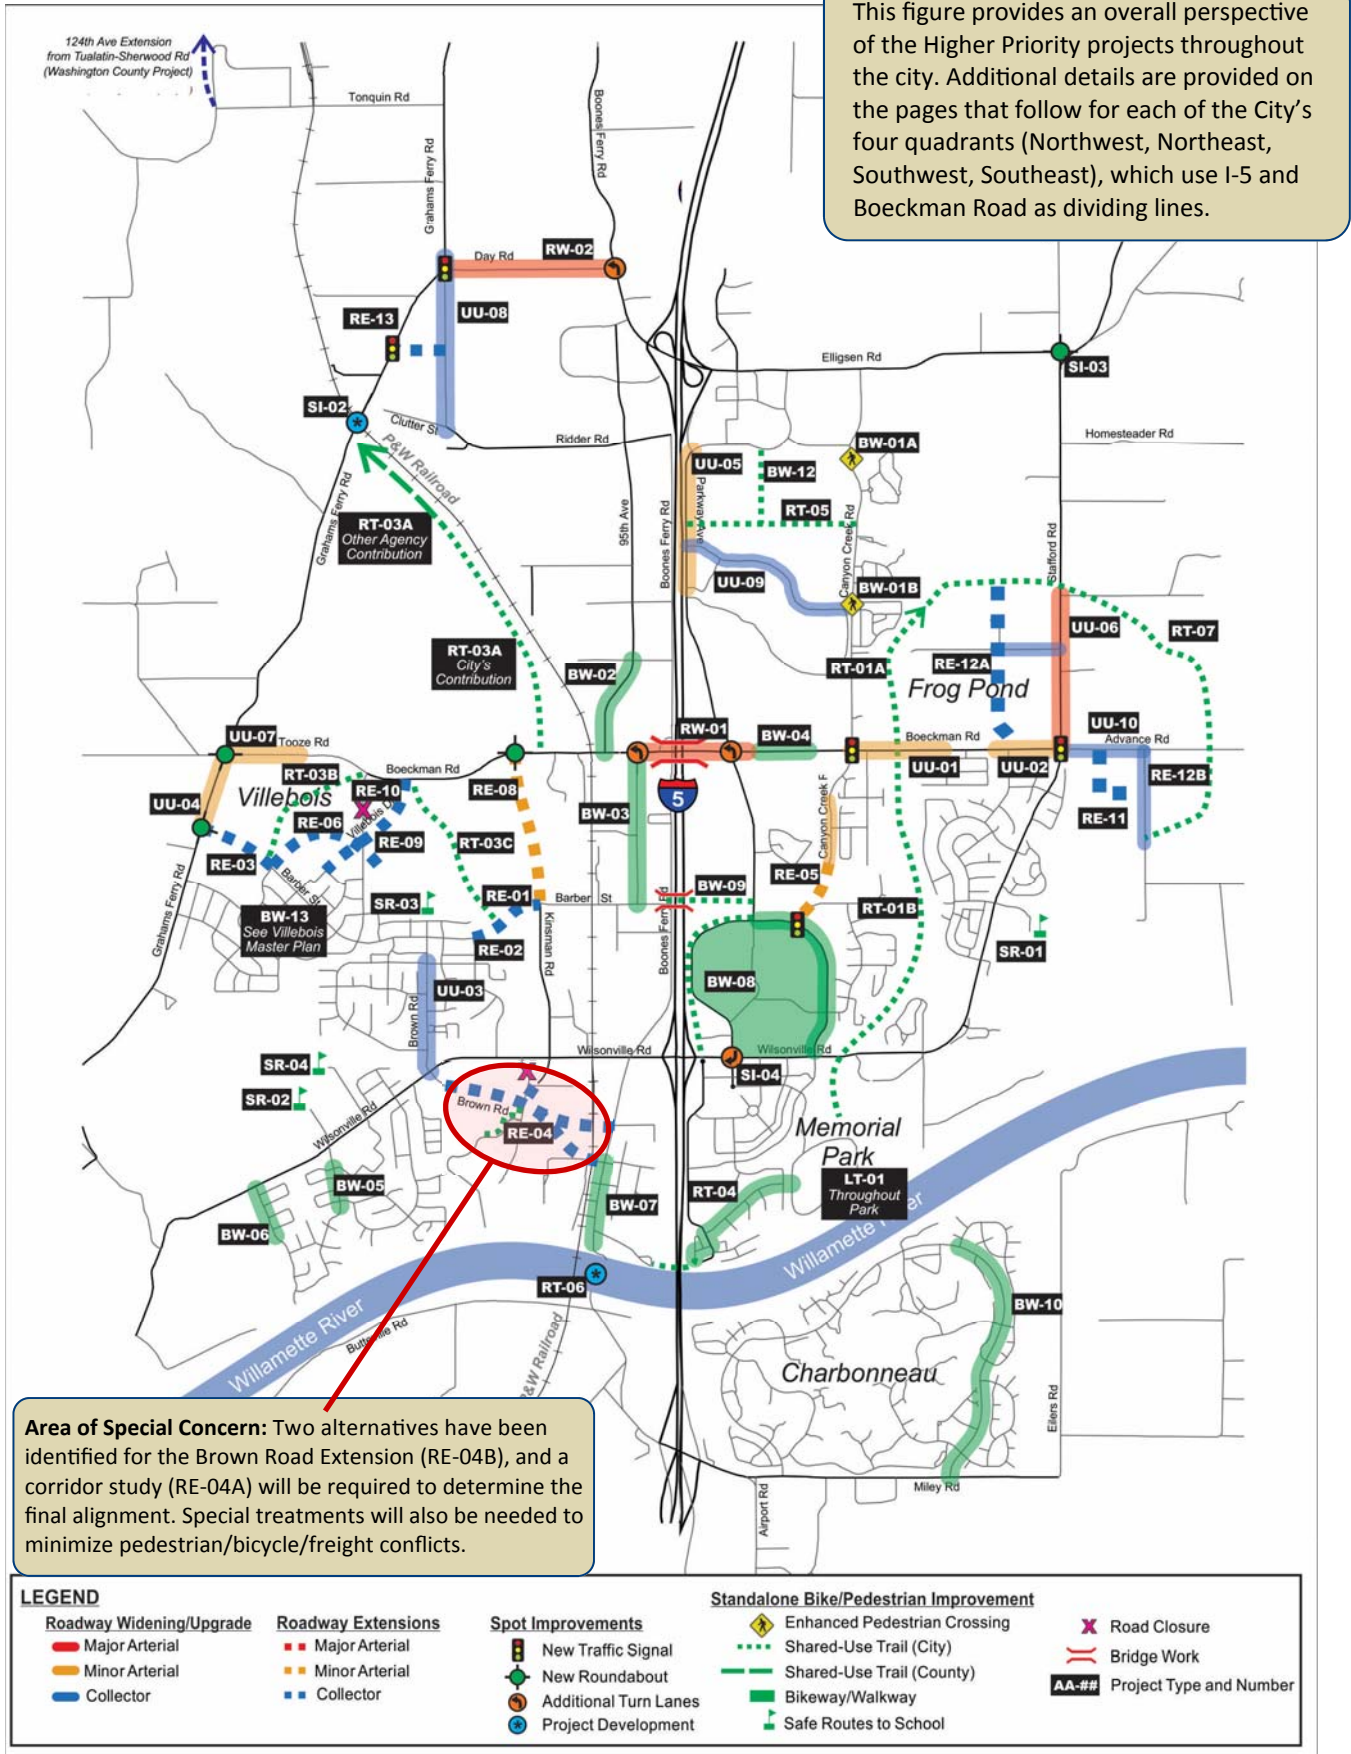 This figure provides an overall perspective
of the Higher Priority projects throughout
the city. Additional details are provided on
the pages that follow for each of the City's
four quadrants (Northwest, Northeast,
Southwest, Southeast), which use I-5 and
Boeckman Road as dividing lines.
124th Ave Extension
from Tualatin-Sherwood Rd
(Washington County Project)
Tonquin Rd
Grahams Ferry Rd
Boones Ferry Rd
Grahams Ferry Rd
Day Rd
RW-02
UU-08
RE-13
Elligsen Rd
SI-03
SI-02
Clutter St
P&W Railroad
Ridder Rd
Homesteader Rd
BW-01A
UU-05
BW-12
Parkway Ave
RT-05
Canyon Creek Rd
95th Ave
Boones Ferry Rd
Grahams Ferry Rd
RT-03A
Other Agency
Contribution
Stafford Rd
UU-09
BW-01B
UU-06
RT-07
RT-03A
City's
Contribution
BW-02
RT-01A
RE-12A
Frog Pond
RW-01
BW-04
UU-10
Advance Rd
UU-07
Tooze Rd
Boeckman Rd
Boeckman Rd
UU-01
UU-02
RE-12B
RT-03B
RE-10
RE-08
5
UU-04
Villebois
RE-06
RE-09
RT-03C
BW-03
RE-11
RE-03
Canyon Creek F
Barber St
RE-05
SR-03
RE-01
Barber St
BW-09
RT-01B
BW-13
See Villebois
Master Plan
Grahams Ferry Rd
RE-02
Kinsman Rd
Boones Ferry Rd
SR-01
UU-03
BW-08
Brown Rd
Wilsonville Rd
Wilsonville Rd
SR-04
SI-04
SR-02
Brown Rd
RE-04
Wilsonville Rd
Memorial
Park
LT-01
Throughout
Park
BW-05
BW-07
RT-04
BW-06
Willamette River
RT-06
BW-10
Willamette River
Butteville Rd
P&W Railroad
Charbonneau
Eilers Rd
Miley Rd
Airport Rd
Area of Special Concern: Two alternatives have been
identified for the Brown Road Extension (RE-04B), and a
corridor study (RE-04A) will be required to determine the
final alignment. Special treatments will also be needed to
minimize pedestrian/bicycle/freight conflicts.
LEGEND
Roadway Widening/Upgrade
Major Arterial
Minor Arterial
Collector
Roadway Extensions
Major Arterial
Minor Arterial
Collector
Spot Improvements
New Traffic Signal
New Roundabout
Additional Turn Lanes
Project Development
Standalone Bike/Pedestrian Improvement
Enhanced Pedestrian Crossing
Shared-Use Trail (City)
Shared-Use Trail (County)
Bikeway/Walkway
Safe Routes to School
Road Closure
Bridge Work
AA-## Project Type and Number